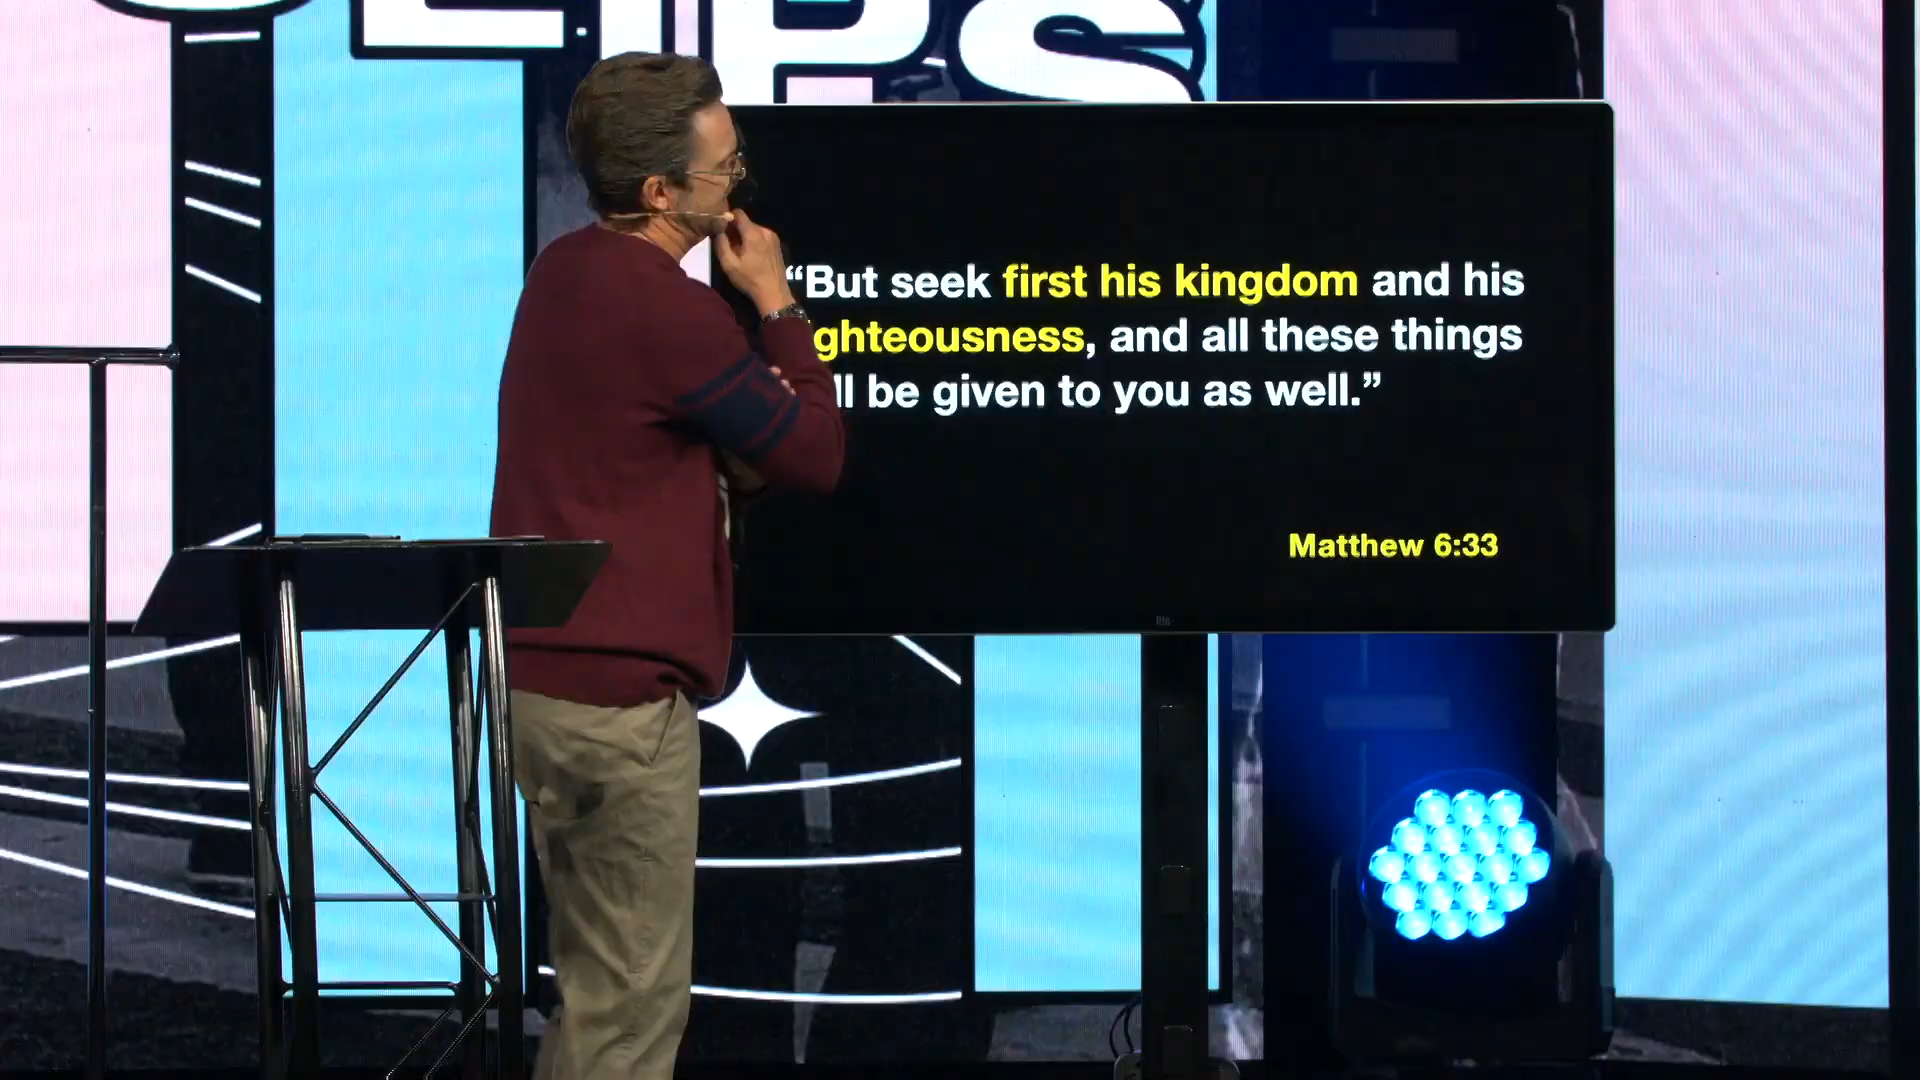 “But seek first his kingdom and his
ghteousness, and all these things
ll be given to you as well.”
Matthew 6:33